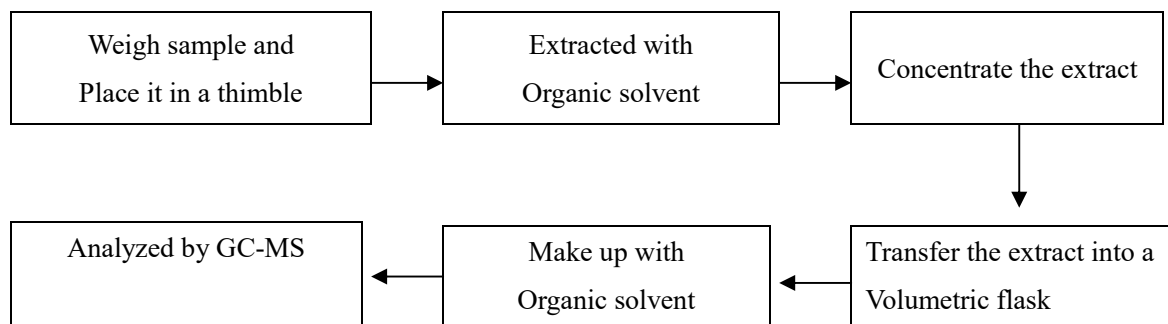 Weigh sample and
Place it in a thimble
Extracted with
Organic solvent
Concentrate the extract
Transfer the extract into a
Volumetric flask
Make up with
Organic solvent
Analyzed by GC-MS